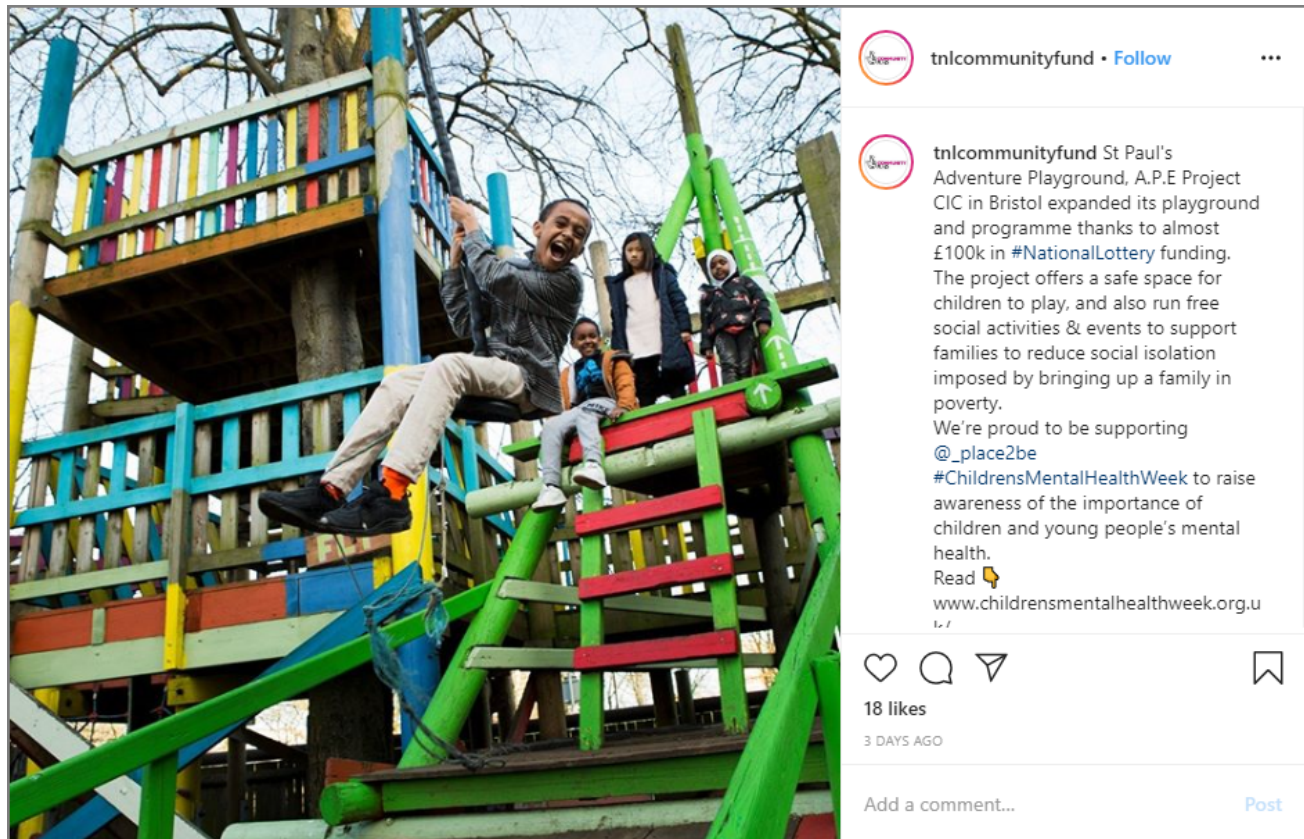 tnlcommunityfund • Follow
tnlcommunityfund St Paul's
Adventure Playground, A.P.E Project
CIC in Bristol expanded its playground
and programme thanks to almost
£100k in #NationalLottery funding.
The project offers a safe space for
children to play, and also run free
social activities & events to support
families to reduce social isolation
imposed by bringing up a family in
poverty.
We’re proud to be supporting
@_place2be
#ChildrensMentalHealthWeek to raise
awareness of the importance of
children and young people’s mental
health.
Read 👇
www.childrensmentalhealthweek.org.u
k/
18 likes
3 DAYS AGO
Add a comment... Post